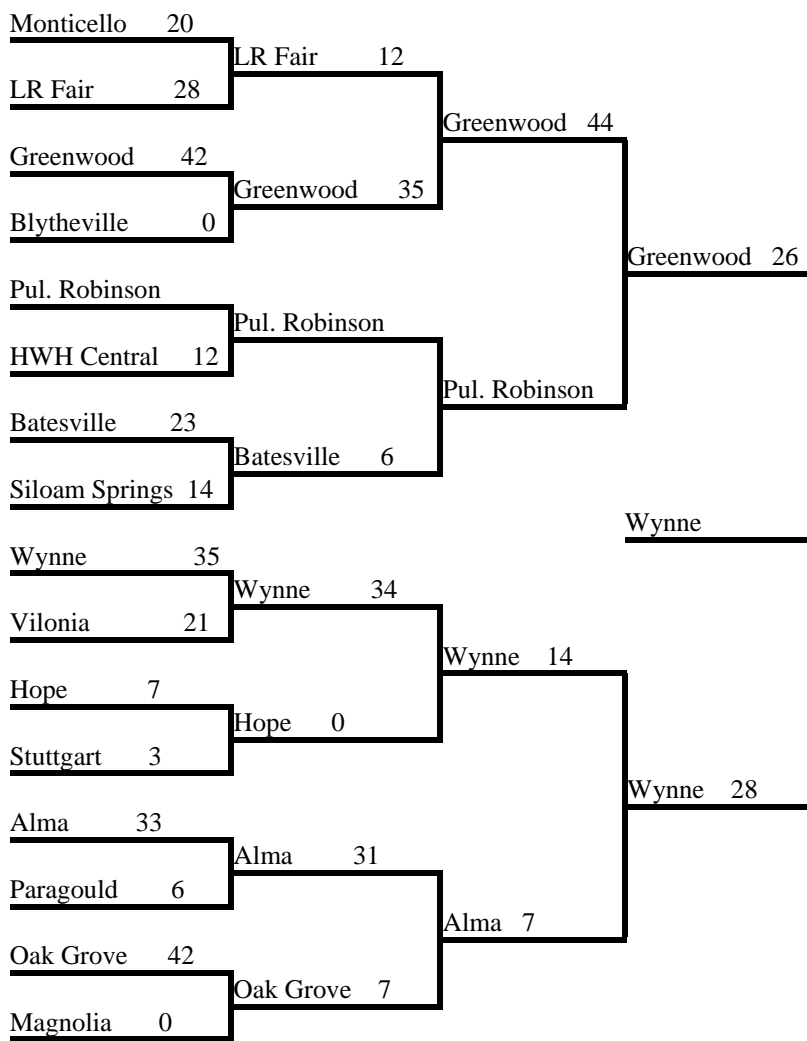 Monticello 20
LR Fair 12
LR Fair 28
Greenwood 44
Greenwood 42
Greenwood 35
Blytheville 0
Greenwood 26
Pul. Robinson
Pul. Robinson
HWH Central 12
Pul. Robinson
Batesville 23
Batesville 6
Siloam Springs 14
Wynne
Wynne 35
Wynne 34
Vilonia 21
Wynne 14
Hope 7
Hope 0
Stuttgart 3
Wynne 28
Alma 33
Alma 31
Paragould 6
Alma 7
Oak Grove 42
Oak Grove 7
Magnolia 0